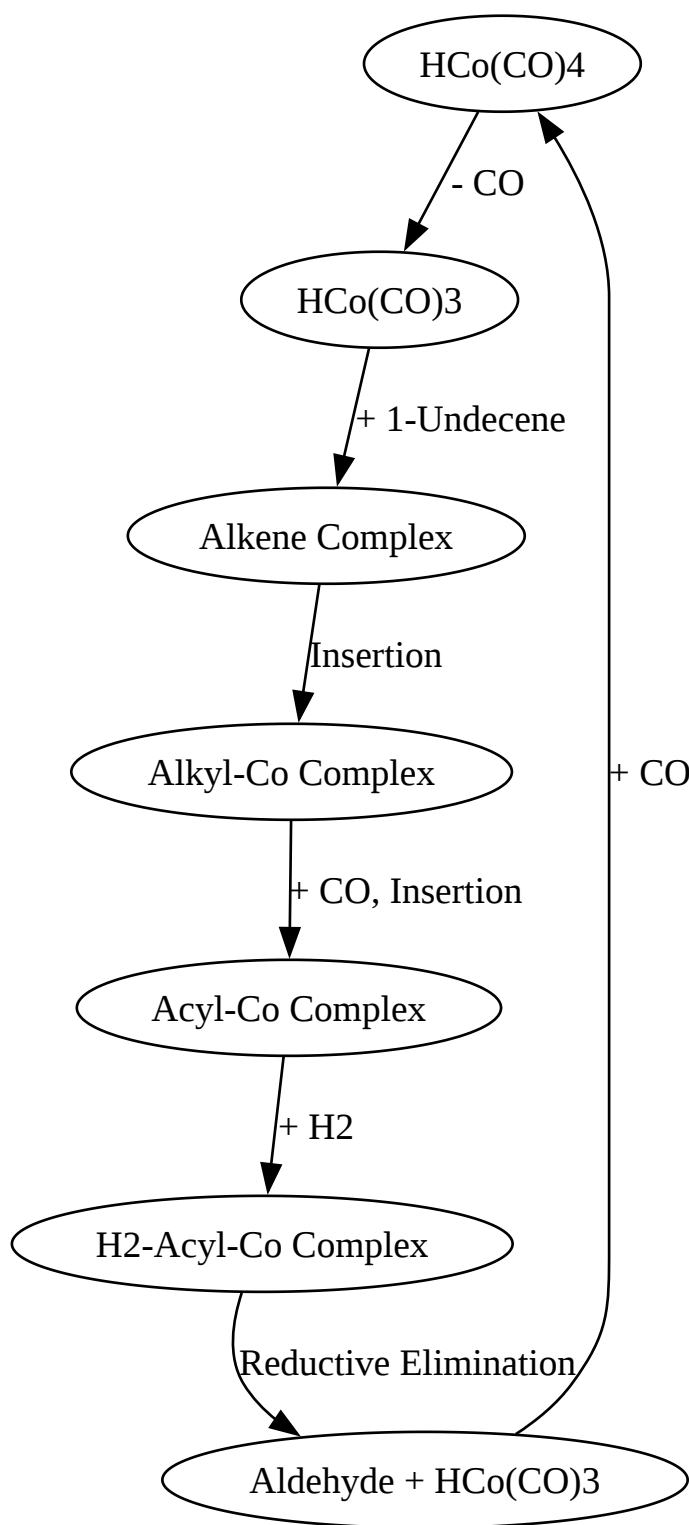 HCo(CO)4
- CO
HCo(CO)3
+ 1-Undecene
Alkene Complex
Insertion
Alkyl-Co Complex
+ CO
+ CO, Insertion
Acyl-Co Complex
+ H2
H2-Acyl-Co Complex
Reductive Elimination
Aldehyde + HCo(CO)3